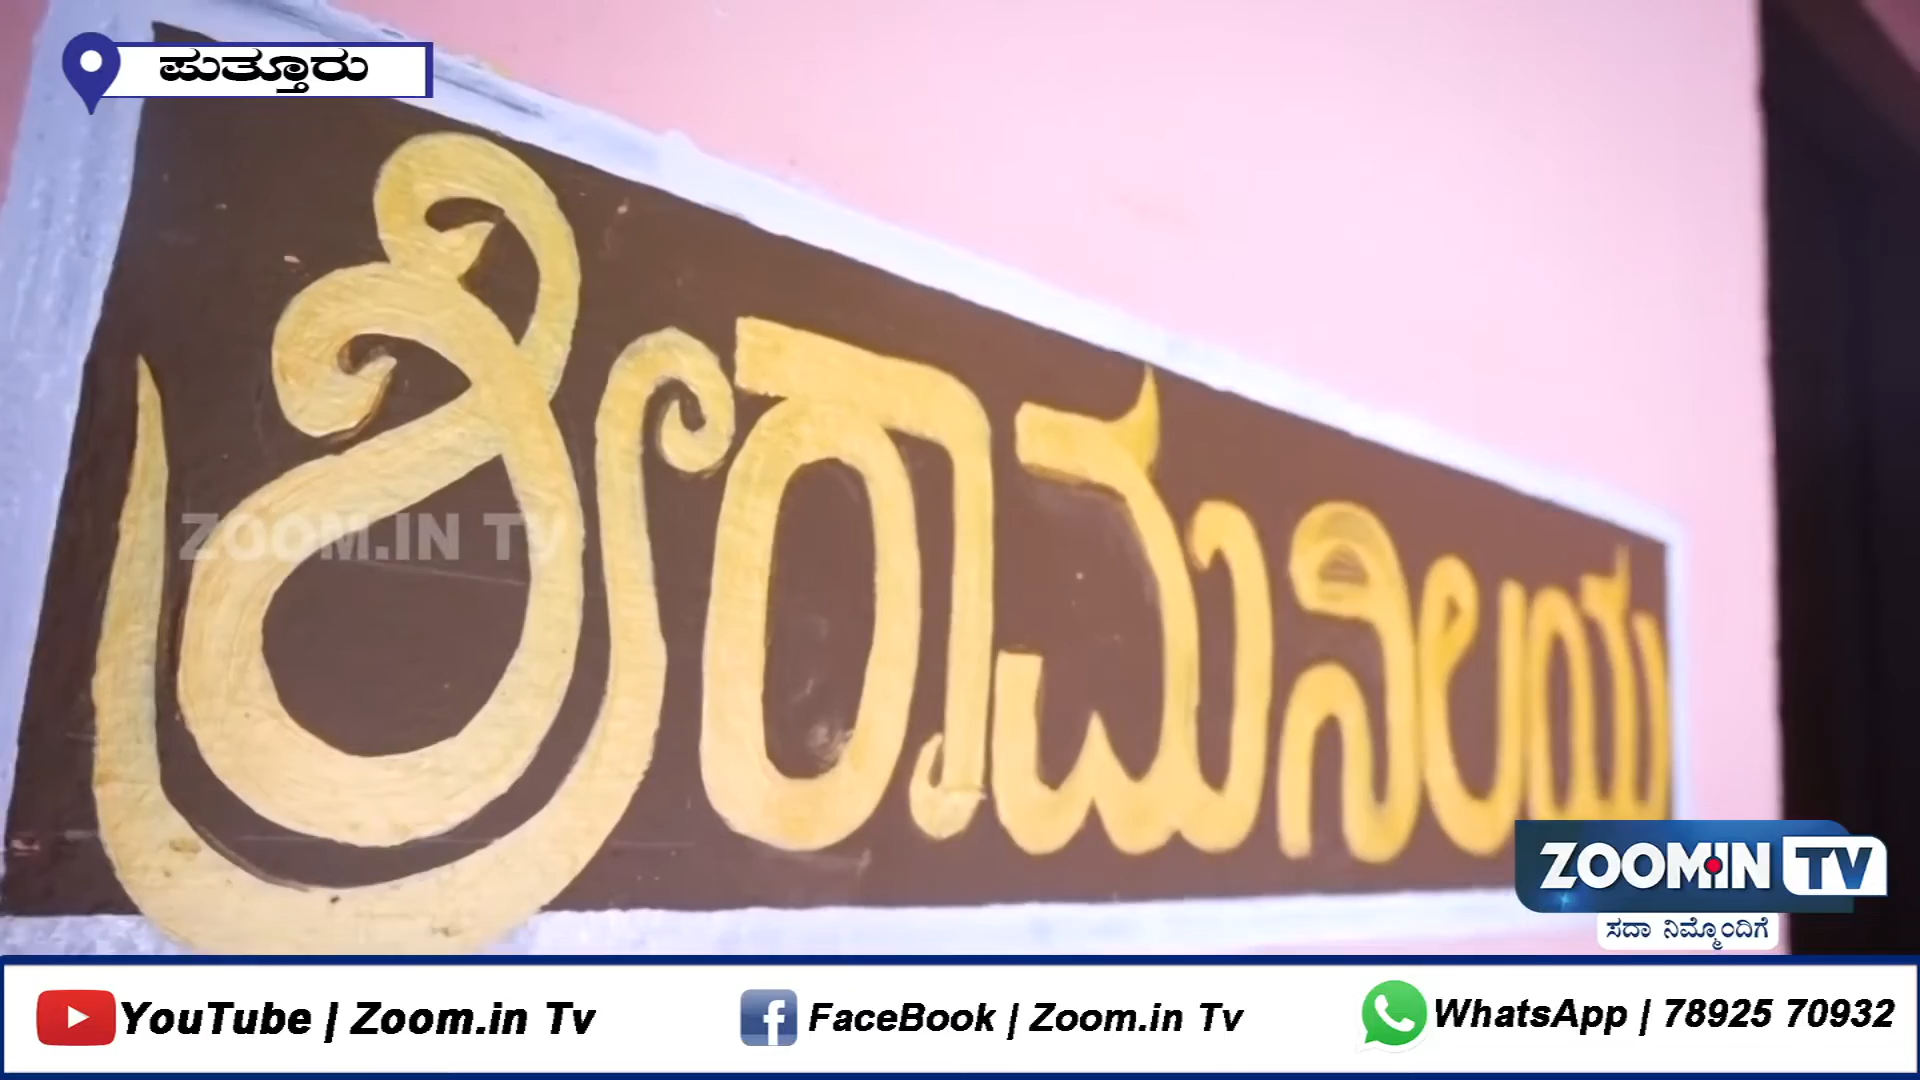 ಪುತ್ತೂರು
ಶ್ರೀರಾಮನಿಲಯ
ZOOM.IN TV
ZOOMIN TV
ಸದಾ ನಿಮ್ಮೊಂದಿಗೆ
YouTube | Zoom.in Tv
FaceBook | Zoom.in Tv
WhatsApp | 78925 70932